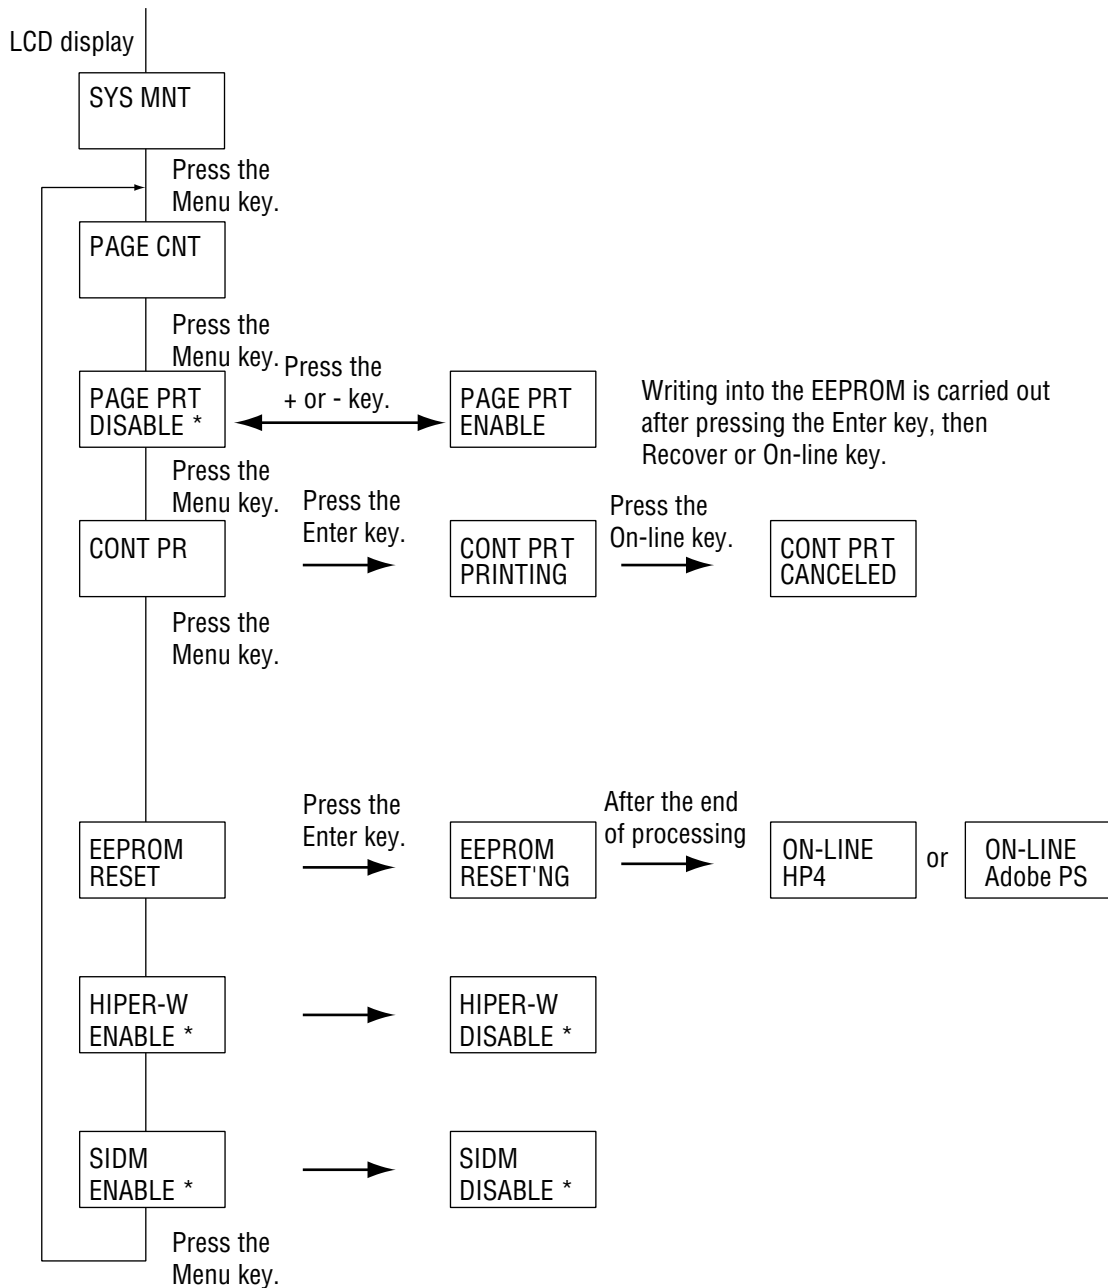 LCD display
SYS MNT
Press the
Menu key.
PAGE CNT
Press the
Menu key.
PAGE PRT
DISABLE *
Press the
+ or - key.
PAGE PRT
ENABLE
Writing into the EEPROM is carried out
after pressing the Enter key, then
Recover or On-line key.
Press the
Menu key.
CONT PR
Press the
Enter key.
CONT PRT
PRINTING
Press the
On-line key.
CONT PRT
CANCELED
Press the
Menu key.
EEPROM
RESET
Press the
Enter key.
EEPROM
RESET'NG
After the end
of processing
ON-LINE
HP4
or
ON-LINE
Adobe PS
HIPER-W
ENABLE *
HIPER-W
DISABLE *
SIDM
ENABLE *
SIDM
DISABLE *
Press the
Menu key.